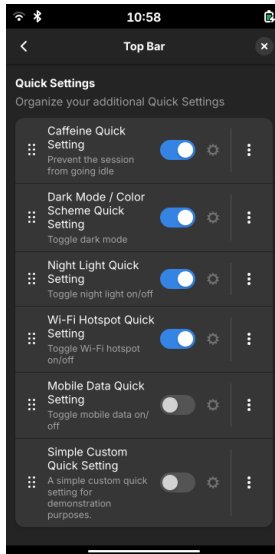 10:58
Top Bar
Quick Settings
Organize your additional Quick Settings
Caffeine Quick
Setting
Prevent the session
from going idle
Dark Mode / Color
Scheme Quick
Setting
Toggle dark mode
Night Light Quick
Setting
Toggle night light on/off
Wi-Fi Hotspot Quick
Setting
Toggle Wi-Fi hotspot
on/off
Mobile Data Quick
Setting
Toggle mobile data on/
off
Simple Custom
Quick Setting
A simple custom quick
setting for
demonstration
purposes.